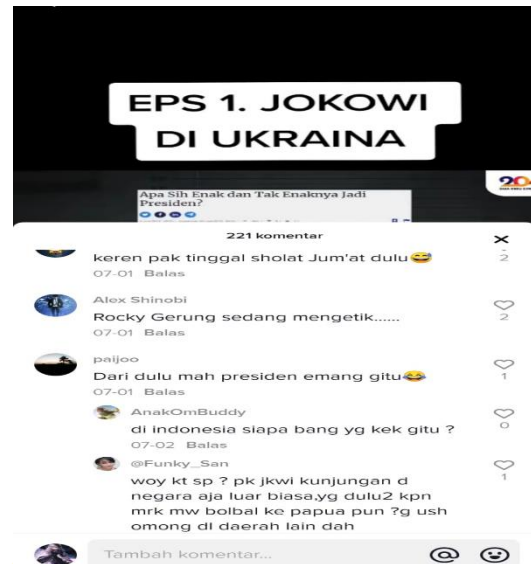 EPS 1. JOKOWI
DI UKRAINA
Apa Sih Enak dan Tak Enaknya Jadi
Presiden?
221 komentar
keren pak tinggal sholat Jum'at dulu😅
2
07-01 Balas
Alex Shinobi
Rocky Gerung sedang mengetik......
2
07-01 Balas
paijoo
Dari dulu mah presiden emang gitu😂
1
07-01 Balas
AnakOmBuddy
di indonesia siapa bang yg kek gitu ?
0
07-02 Balas
@Funky_San
woy kt sp ? pk jkwi kunjungan d
1
negara aja luar biasa,yg dulu2 kpn
mrk mw bolbal ke papua pun ?g ush
omong dl daerah lain dah
Tambah komentar...